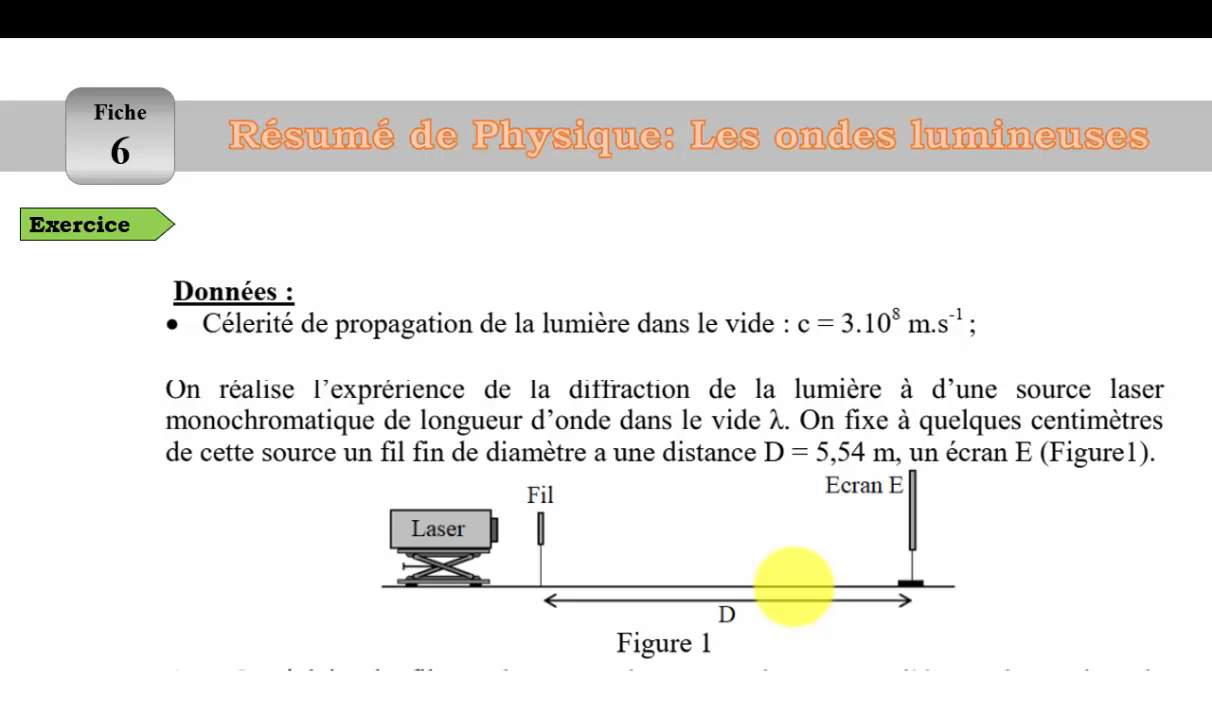 Fiche
6
Résumé de Physique: Les ondes lumineuses
Exercice
Données :
• Célerité de propagation de la lumière dans le vide : c = 3.10⁸ m.s⁻¹ ;
On réalise l’exprérience de la diffraction de la lumière à d’une source laser
monochromatique de longueur d’onde dans le vide λ. On fixe à quelques centimètres
de cette source un fil fin de diamètre a une distance D = 5,54 m, un écran E (Figure1).
Fil
Ecran E
Laser
D
Figure 1